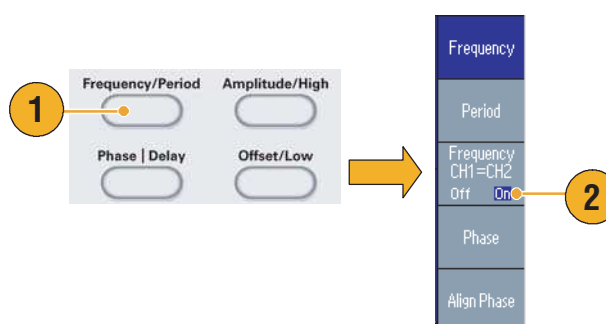 1
Frequency/Period
Amplitude/High
Phase | Delay
Offset/Low
Frequency
Period
Frequency
CH1=CH2
Off On
2
Phase
Align Phase